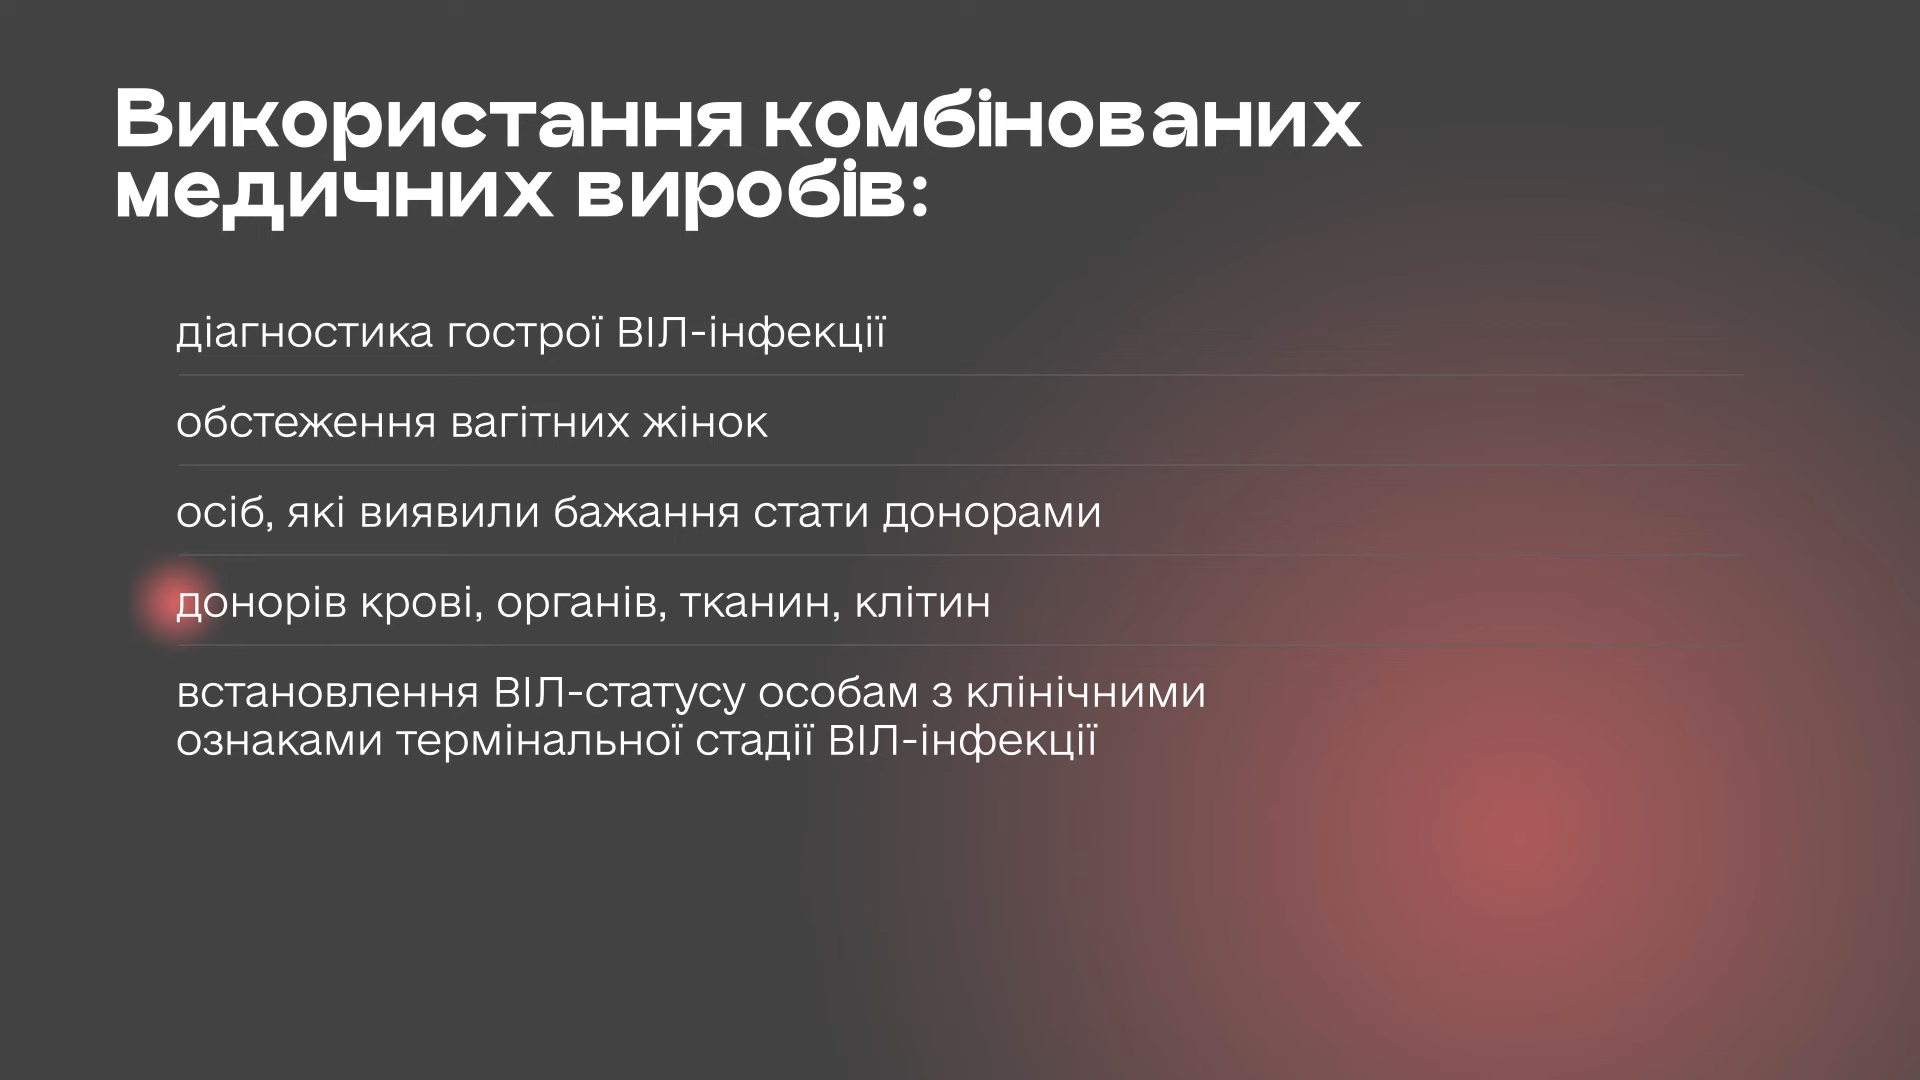 Використання комбінованих
медичних виробів:
діагностика гострої ВІЛ-інфекції
обстеження вагітних жінок
осіб, які виявили бажання стати донорами
донорів крові, органів, тканин, клітин
встановлення ВІЛ-статусу особам з клінічними
ознаками термінальної стадії ВІЛ-інфекції